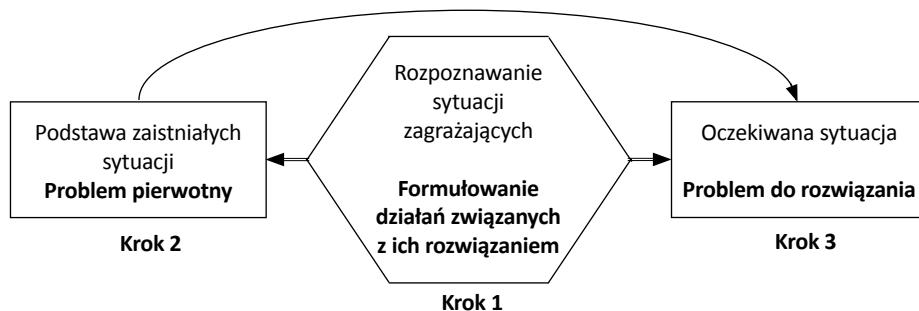 Podstawa zaistniałych
sytuacji
Problem pierwotny
Krok 2
Rozpoznawanie
sytuacji
zagrażających
Formułowanie
działań związanych
z ich rozwiązaniem
Krok 1
Oczekiwana sytuacja
Problem do rozwiązania
Krok 3